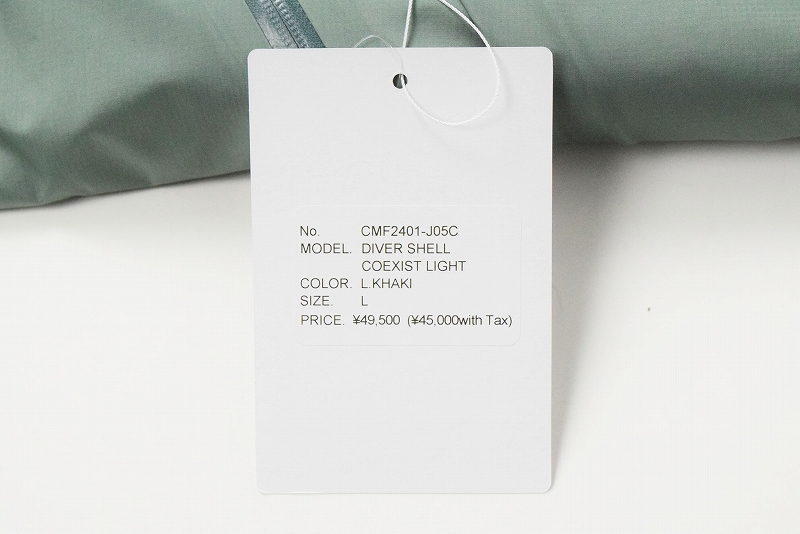 No. CMF2401-J05C
MODEL. DIVER SHELL
COEXIST LIGHT
COLOR. L.KHAKI
SIZE. L
PRICE. ¥49,500 (¥45,000with Tax)